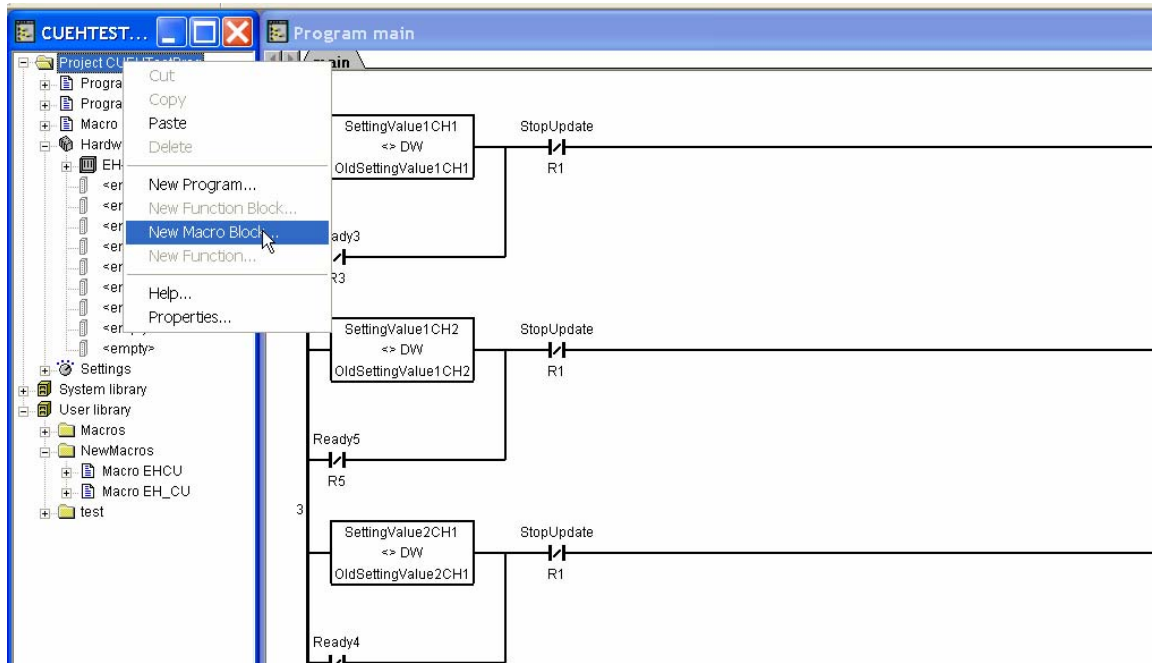 CUEHTEST...
Project CUEHTestProg
Progra
Progra
Macro
Hardw
EH-
<er
<er
<er
<er
<er
<er
<er
<er
<empty>
Settings
System library
User library
Macros
NewMacros
Macro EHCU
Macro EH_CU
test
Cut
Copy
Paste
Delete
New Program...
New Function Block...
New Macro Block...
New Function...
Help...
Properties...
Program main
main
SettingValue1CH1
<> DW
OldSettingValue1CH1
StopUpdate
R1
ady3
R3
SettingValue1CH2
<> DW
OldSettingValue1CH2
StopUpdate
R1
Ready5
R5
3
SettingValue2CH1
<> DW
OldSettingValue2CH1
StopUpdate
R1
Ready4